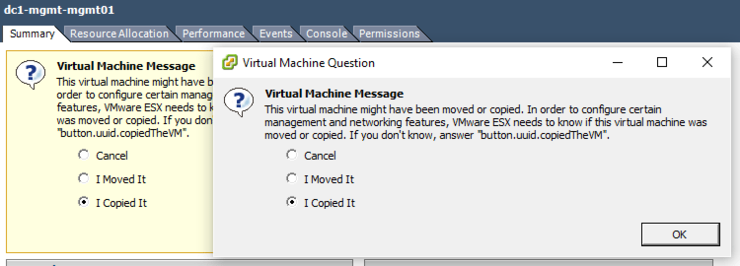 dc1-mgmt-mgmt01
Summary Resource Allocation Performance Events Console Permissions
Virtual Machine Message
This virtual machine might have b
order to configure certain manag
features, VMware ESX needs to k
was moved or copied. If you don
"button.uuid.copiedTheVM".
Cancel
I Moved It
I Copied It
Virtual Machine Question
Virtual Machine Message
This virtual machine might have been moved or copied. In order to configure certain
management and networking features, VMware ESX needs to know if this virtual machine was
moved or copied. If you don't know, answer "button.uuid.copiedTheVM".
Cancel
I Moved It
I Copied It
OK